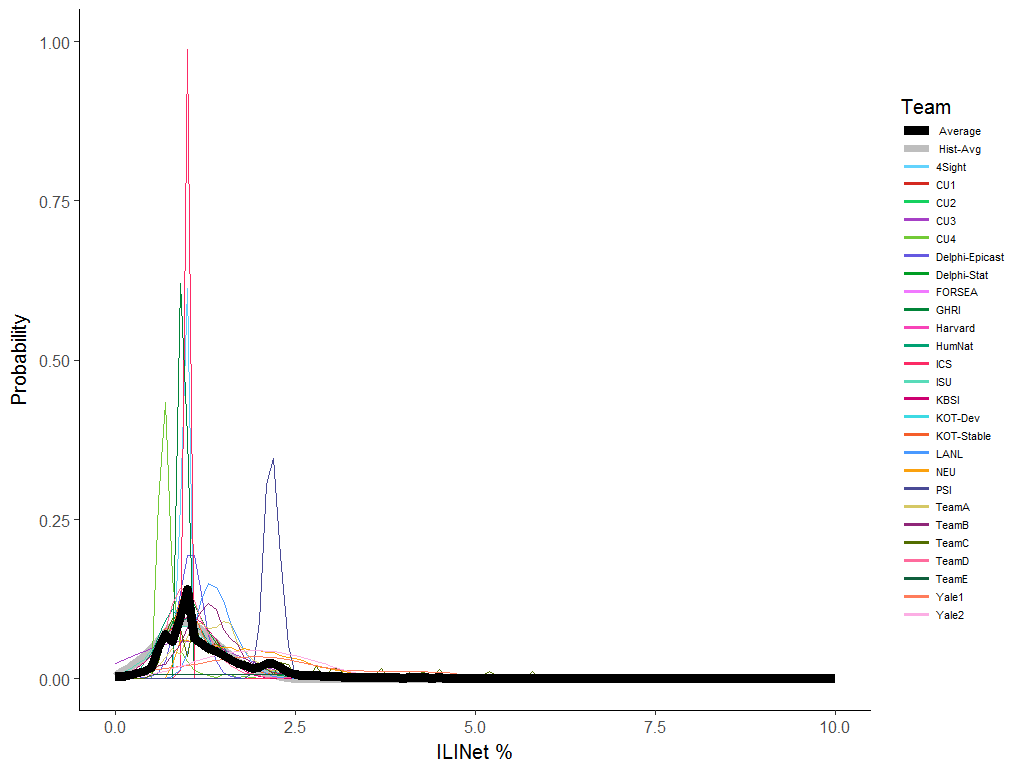 1.00
0.75
0.50
0.25
0.00
Probability
0.0 2.5 5.0 7.5 10.0
ILINet %
Team
Average
Hist-Avg
4Sight
CU1
CU2
CU3
CU4
Delphi-Epicast
Delphi-Stat
FORSEA
GHRI
Harvard
HumNat
ICS
ISU
KBSI
KOT-Dev
KOT-Stable
LANL
NEU
PSI
TeamA
TeamB
TeamC
TeamD
TeamE
Yale1
Yale2